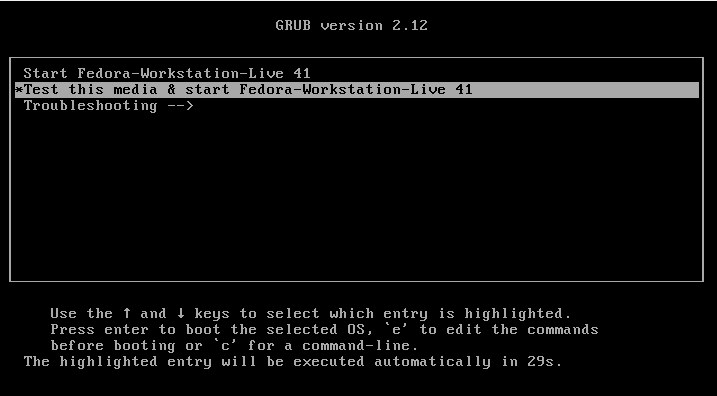 GRUB version 2.12
Start Fedora-Workstation-Live 41
*Test this media & start Fedora-Workstation-Live 41
Troubleshooting -->
Use the ↑ and ↓ keys to select which entry is highlighted.
Press enter to boot the selected OS, `e' to edit the commands
before booting or `c' for a command-line.
The highlighted entry will be executed automatically in 29s.